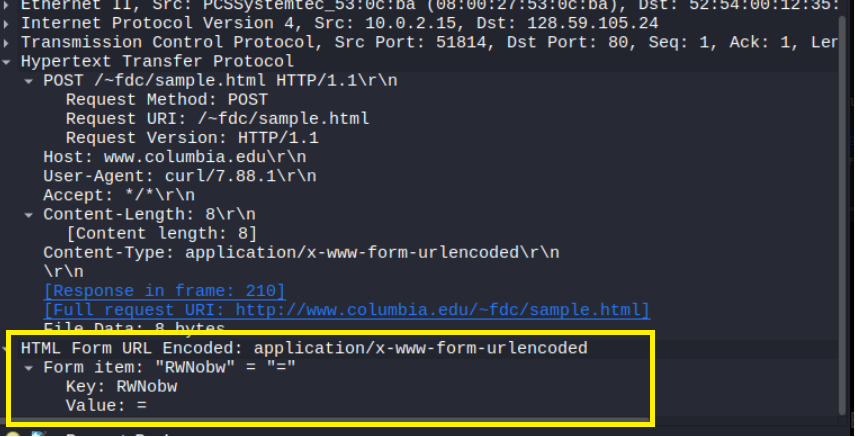 Ethernet II, Src: PCSSystemtec_53:0c:ba (08:00:27:53:0c:ba), Dst: 52:54:00:12:35:
Internet Protocol Version 4, Src: 10.0.2.15, Dst: 128.59.105.24
Transmission Control Protocol, Src Port: 51814, Dst Port: 80, Seq: 1, Ack: 1, Ler
Hypertext Transfer Protocol
POST /~fdc/sample.html HTTP/1.1\r\n
Request Method: POST
Request URI: /~fdc/sample.html
Request Version: HTTP/1.1
Host: www.columbia.edu\r\n
User-Agent: curl/7.88.1\r\n
Accept: */*\r\n
Content-Length: 8\r\n
[Content length: 8]
Content-Type: application/x-www-form-urlencoded\r\n
\r\n
[Response in frame: 210]
[Full request URI: http://www.columbia.edu/~fdc/sample.html]
File Data: 8 bytes
HTML Form URL Encoded: application/x-www-form-urlencoded
Form item: "RWNobw" = "="
Key: RWNobw
Value: =